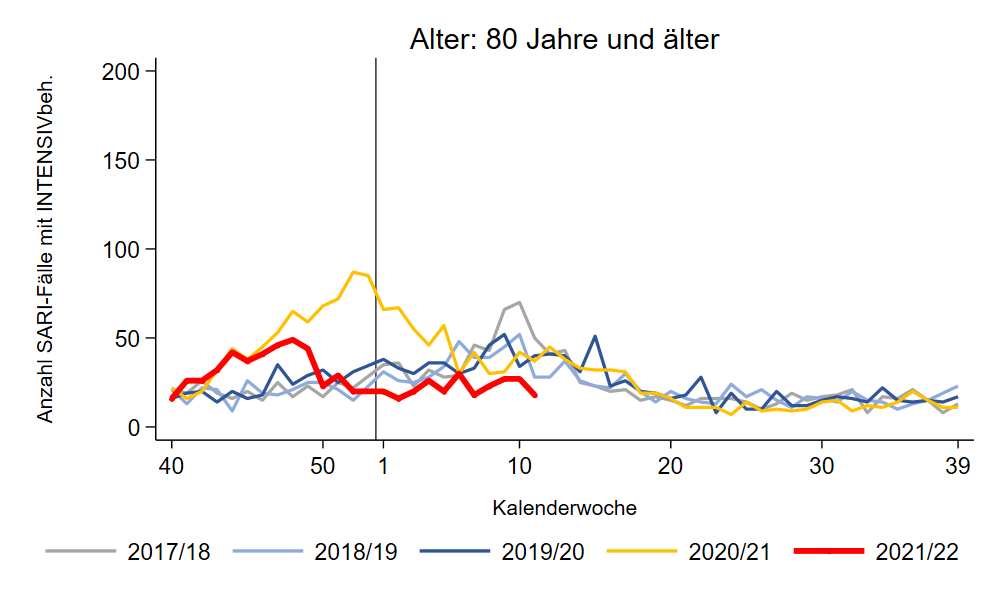 Alter: 80 Jahre und älter
Anzahl SARI-Fälle mit INTENSIVbeh.
200
150
100
50
0
40 50 1 10 20 30 39
Kalenderwoche
2017/18 2018/19 2019/20 2020/21 2021/22